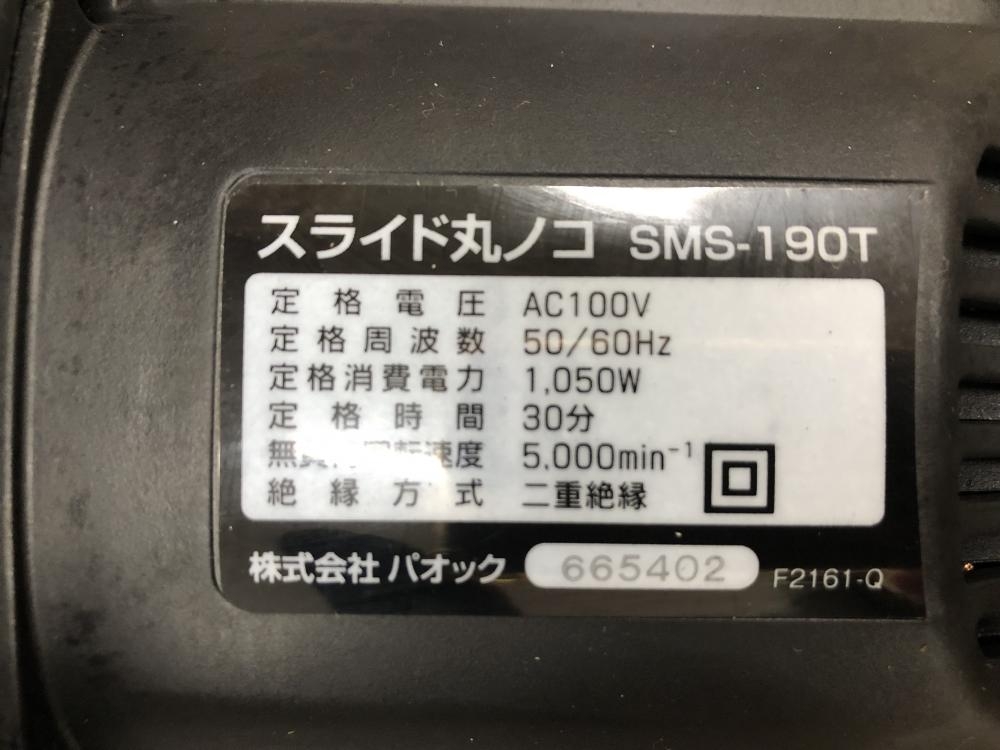 スライド丸ノコ SMS-190T
定格電圧 AC100V
定格周波数 50/60Hz
定格消費電力 1,050W
定格時間 30分
無負荷回転速度 5,000min⁻¹
絶縁方式 二重絶縁
株式会社 パオック 665402 F2161-Q